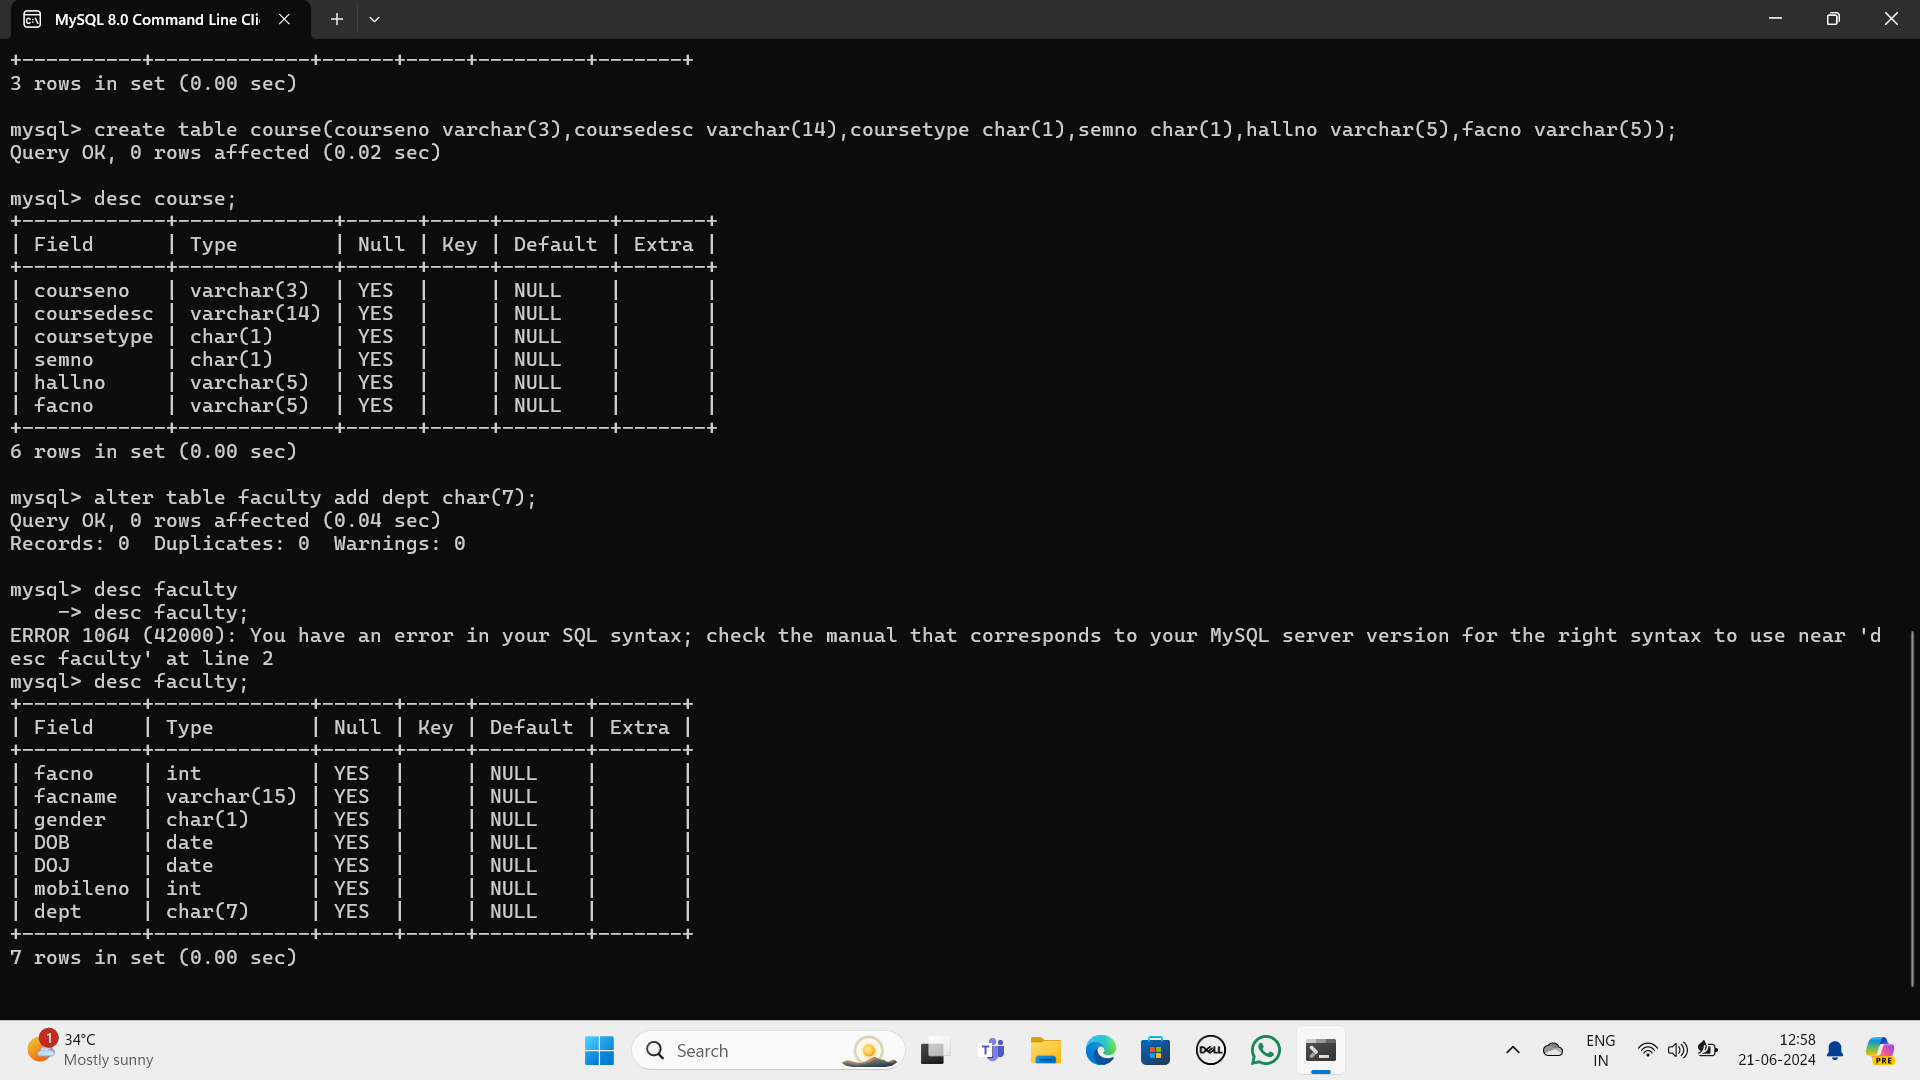 MySQL 8.0 Command Line Cli
+----------+-------------+------+-----+---------+-------+
3 rows in set (0.00 sec)
mysql> create table course(courseno varchar(3),coursedesc varchar(14),coursetype char(1),semno char(1),hallno varchar(5),facno varchar(5));
Query OK, 0 rows affected (0.02 sec)
mysql> desc course;
+------------+-------------+------+-----+---------+-------+
| Field      | Type        | Null | Key | Default | Extra |
+------------+-------------+------+-----+---------+-------+
| courseno   | varchar(3)  | YES  |     | NULL    |       |
| coursedesc | varchar(14) | YES  |     | NULL    |       |
| coursetype | char(1)     | YES  |     | NULL    |       |
| semno      | char(1)     | YES  |     | NULL    |       |
| hallno     | varchar(5)  | YES  |     | NULL    |       |
| facno      | varchar(5)  | YES  |     | NULL    |       |
+------------+-------------+------+-----+---------+-------+
6 rows in set (0.00 sec)
mysql> alter table faculty add dept char(7);
Query OK, 0 rows affected (0.04 sec)
Records: 0  Duplicates: 0  Warnings: 0
mysql> desc faculty
    -> desc faculty;
ERROR 1064 (42000): You have an error in your SQL syntax; check the manual that corresponds to your MySQL server version for the right syntax to use near 'd
esc faculty' at line 2
mysql> desc faculty;
+----------+-------------+------+-----+---------+-------+
| Field    | Type        | Null | Key | Default | Extra |
+----------+-------------+------+-----+---------+-------+
| facno    | int         | YES  |     | NULL    |       |
| facname  | varchar(15) | YES  |     | NULL    |       |
| gender   | char(1)     | YES  |     | NULL    |       |
| DOB      | date        | YES  |     | NULL    |       |
| DOJ      | date        | YES  |     | NULL    |       |
| mobileno | int         | YES  |     | NULL    |       |
| dept     | char(7)     | YES  |     | NULL    |       |
+----------+-------------+------+-----+---------+-------+
7 rows in set (0.00 sec)
1
34°C
Mostly sunny
Search
DELL
ENG
IN
12:58
21-06-2024
PRE